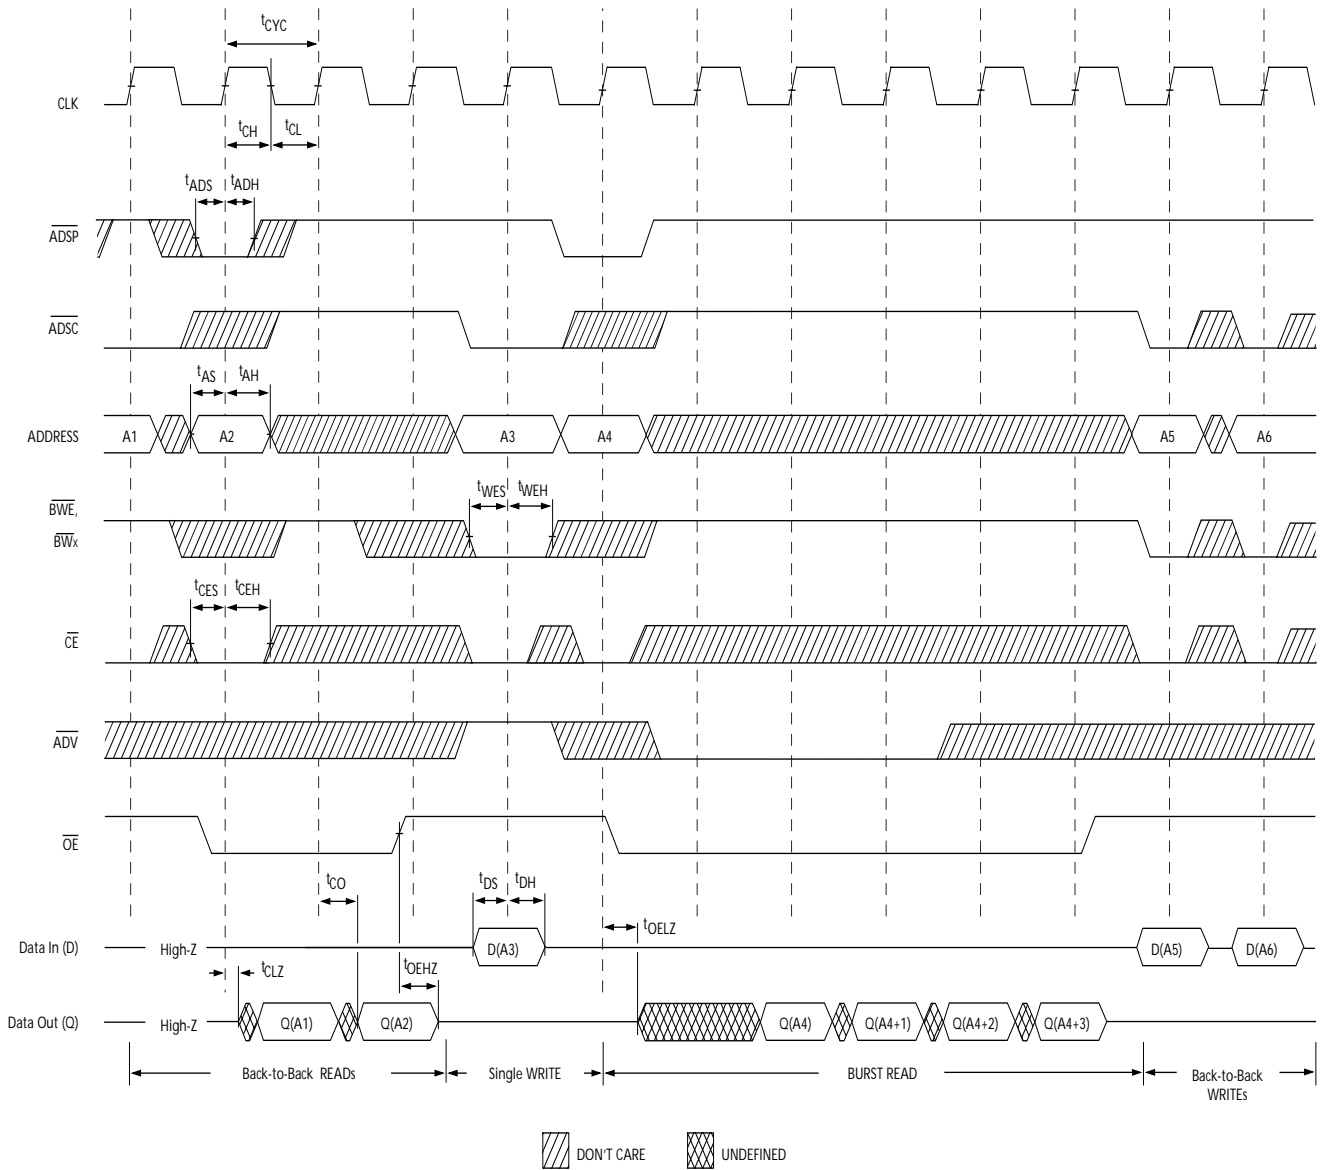 tCYC
CLK
tCH tCL
tADS tADH
ADSP
ADSC
tAS tAH
ADDRESS A1 A2 A3 A4 A5 A6
tWES tWEH
BWE,
BWx
tCES tCEH
CE
ADV
OE
tCO tDS tDH
tOELZ
Data In (D) High-Z D(A3) D(A5) D(A6)
tCLZ tOEHZ
Data Out (Q) High-Z Q(A1) Q(A2) Q(A4) Q(A4+1) Q(A4+2) Q(A4+3)
Back-to-Back READs Single WRITE BURST READ Back-to-Back
WRITEs
DON'T CARE UNDEFINED